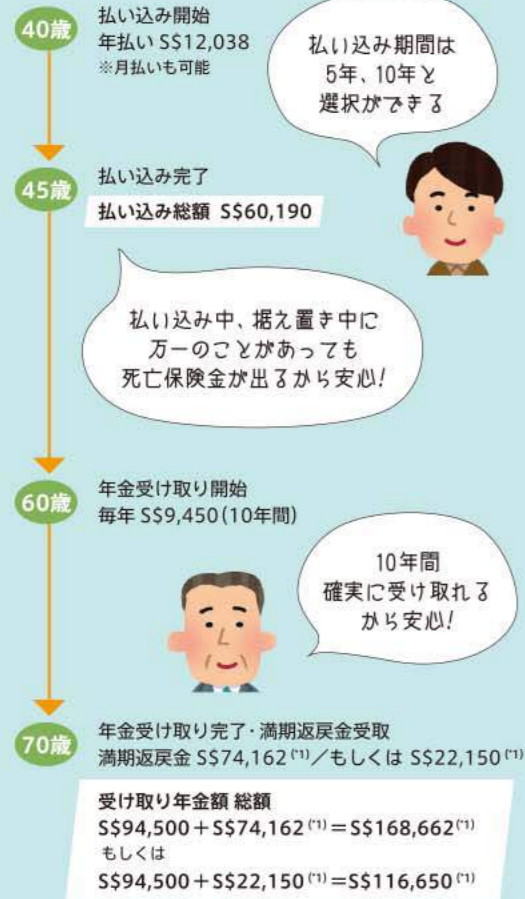 40歳
払い込み開始
年払い S$12,038
※月払いも可能
払い込み期間は
5年、10年と
選択ができる
45歳
払い込み完了
払い込み総額 S$60,190
払い込み中、据え置き中に
万一のことがあっても
死亡保険金が出るから安心!
60歳
年金受け取り開始
毎年 S$9,450(10年間)
10年間
確実に受け取れる
から安心!
70歳
年金受け取り完了・満期返戻金受取
満期返戻金 S$74,162(*1)/もしくは S$22,150(*1)
受け取り年金額 総額
S$94,500+S$74,162(*1)=S$168,662(*1)
もしくは
S$94,500+S$22,150(*1)=S$116,650(*1)